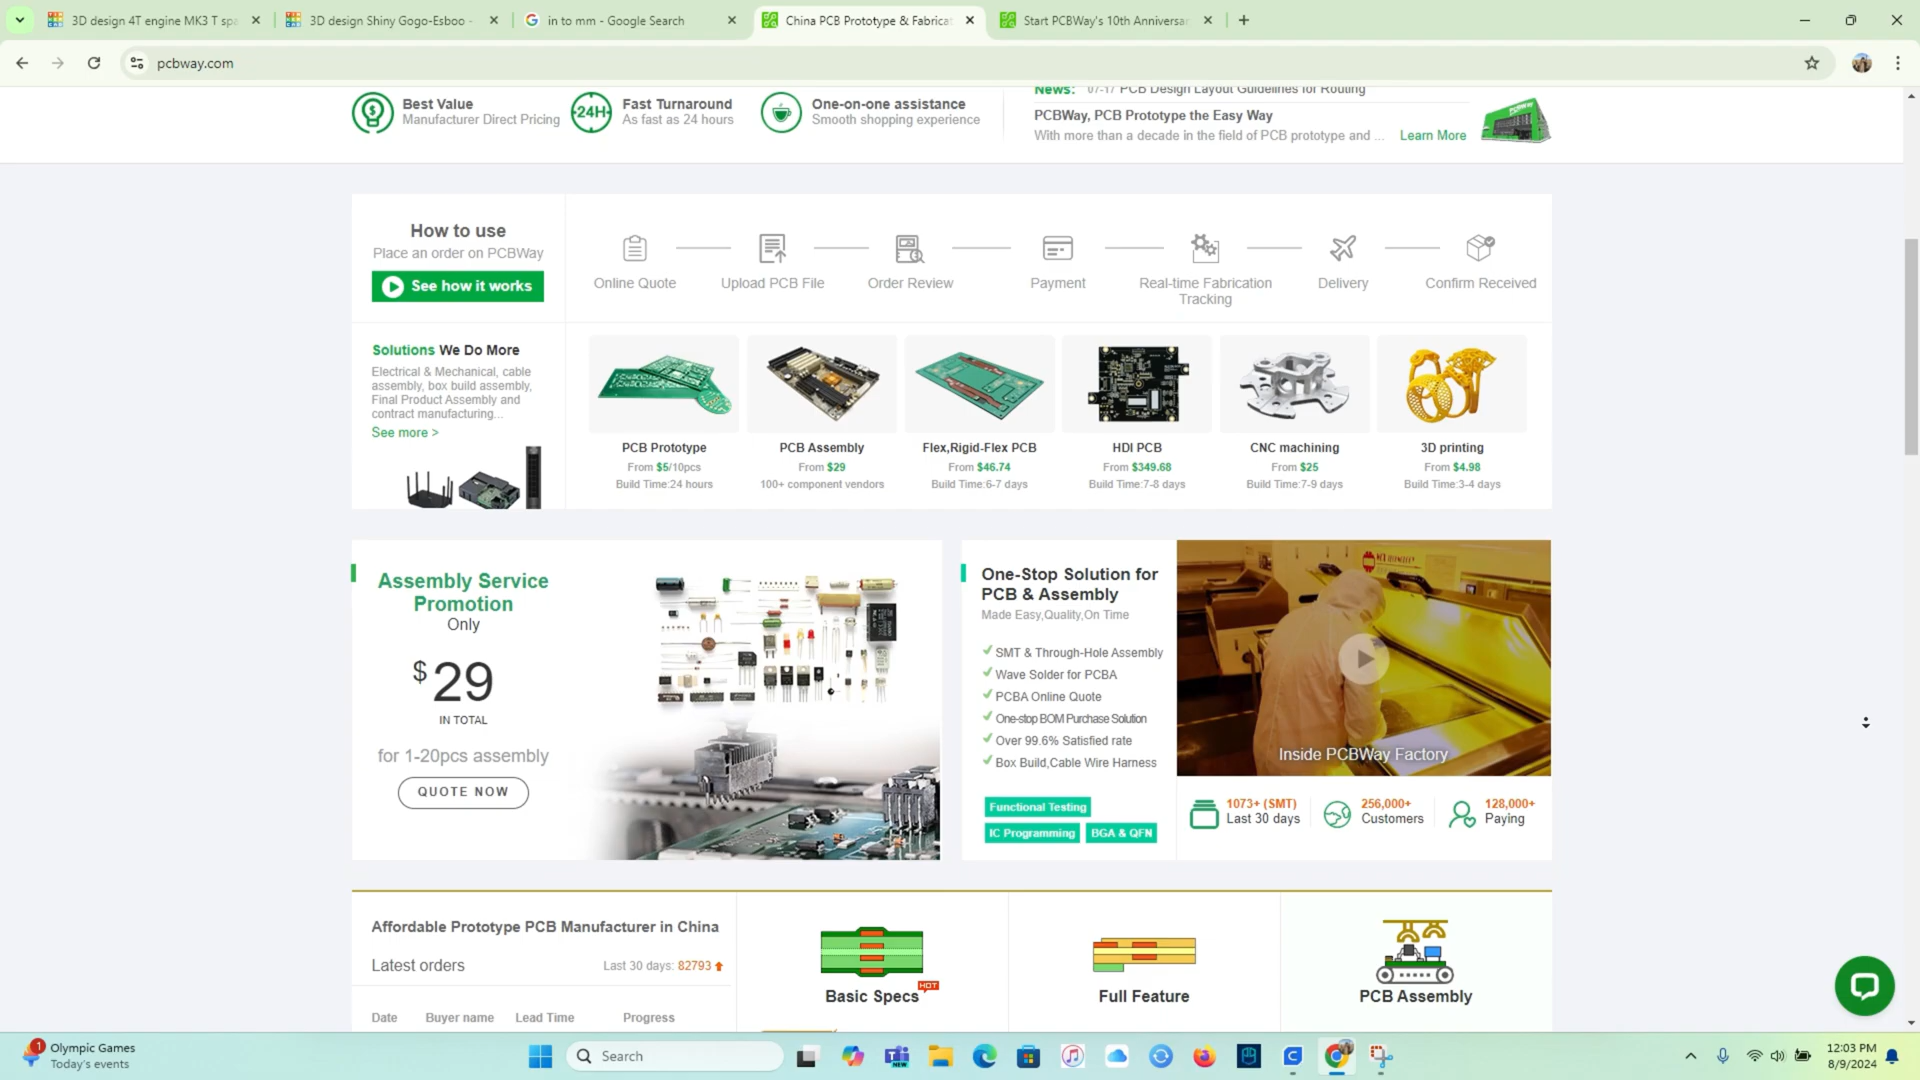 3D design 4T engine MK3 T spa
3D design Shiny Gogo-Esboo -
in to mm - Google Search
China PCB Prototype & Fabricat
Start PCBWay's 10th Anniversar
pcbway.com
Best Value
Manufacturer Direct Pricing
24H
Fast Turnaround
As fast as 24 hours
One-on-one assistance
Smooth shopping experience
News: 07-17 PCB Design Layout Guidelines for Routing
PCBWay, PCB Prototype the Easy Way
With more than a decade in the field of PCB prototype and ... Learn More
How to use
Place an order on PCBWay
See how it works
Online Quote
Upload PCB File
Order Review
Payment
Real-time Fabrication
Tracking
Delivery
Confirm Received
Solutions We Do More
Electrical & Mechanical, cable
assembly, box build assembly,
Final Product Assembly and
contract manufacturing...
See more >
PCB Prototype
From $5/10pcs
Build Time:24 hours
PCB Assembly
From $29
100+ component vendors
Flex,Rigid-Flex PCB
From $46.74
Build Time:6-7 days
HDI PCB
From $349.68
Build Time:7-8 days
CNC machining
From $25
Build Time:7-9 days
3D printing
From $4.98
Build Time:3-4 days
Assembly Service
Promotion
Only
$29
IN TOTAL
for 1-20pcs assembly
QUOTE NOW
One-Stop Solution for
PCB & Assembly
Made Easy,Quality,On Time
SMT & Through-Hole Assembly
Wave Solder for PCBA
PCBA Online Quote
One-stop BOM Purchase Solution
Over 99.6% Satisfied rate
Box Build,Cable Wire Harness
Functional Testing
IC Programming
BGA & QFN
Inside PCBWay Factory
1073+ (SMT)
Last 30 days
256,000+
Customers
128,000+
Paying
Affordable Prototype PCB Manufacturer in China
Latest orders
Last 30 days: 82793
Date Buyer name Lead Time Progress
HOT
Basic Specs
Full Feature
PCB Assembly
1
Olympic Games
Today's events
Search
NEW
12:03 PM
8/9/2024